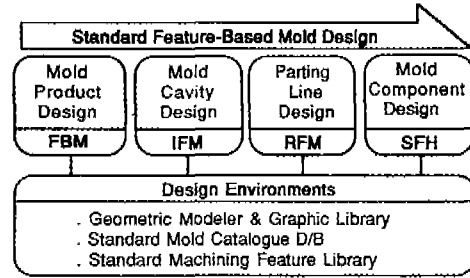 Standard Feature-Based Mold Design
Mold Product Design
FBM
Mold Cavity Design
IFM
Parting Line Design
RFM
Mold Component Design
SFH
Design Environments
. Geometric Modeler & Graphic Library
. Standard Mold Catalogue D/B
. Standard Machining Feature Library